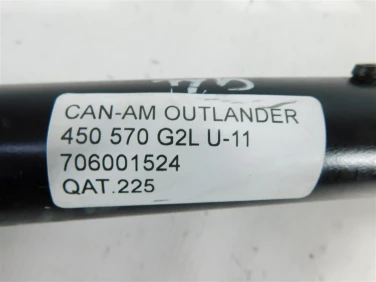 CAN-AM OUTLANDER
450 570 G2L U-11
706001524
QAT.225